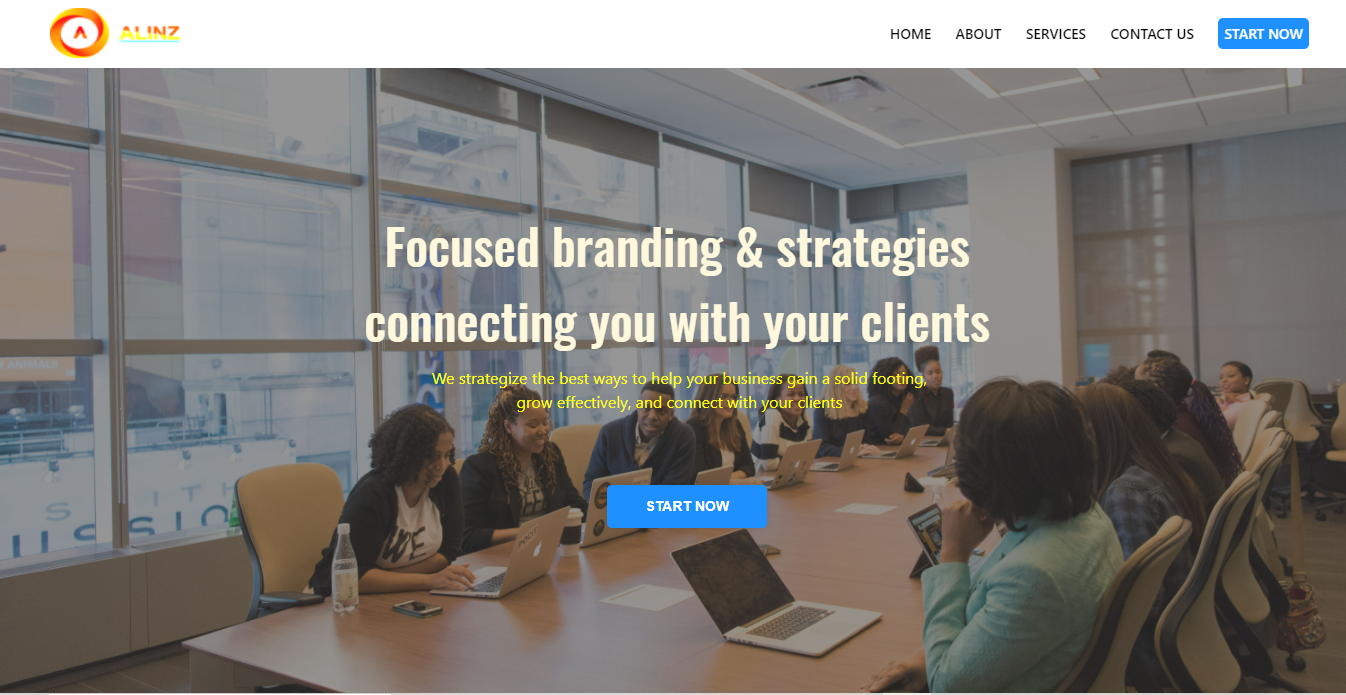 ALINZ
HOME ABOUT SERVICES CONTACT US START NOW
Focused branding & strategies
connecting you with your clients
We strategize the best ways to help your business gain a solid footing,
grow effectively, and connect with your clients
START NOW